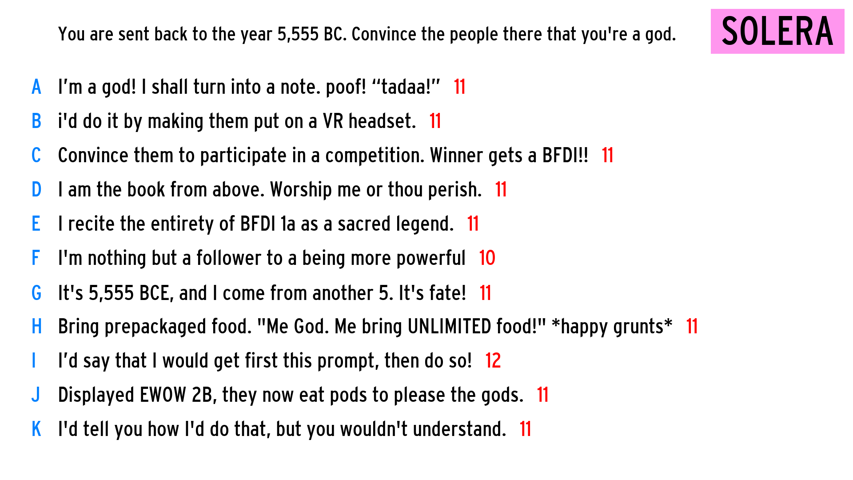 You are sent back to the year 5,555 BC. Convince the people there that you're a god.
SOLERA
A I’m a god! I shall turn into a note. poof! “tadaa!” 11
B i'd do it by making them put on a VR headset. 11
C Convince them to participate in a competition. Winner gets a BFDI!! 11
D I am the book from above. Worship me or thou perish. 11
E I recite the entirety of BFDI 1a as a sacred legend. 11
F I'm nothing but a follower to a being more powerful 10
G It's 5,555 BCE, and I come from another 5. It's fate! 11
H Bring prepackaged food. "Me God. Me bring UNLIMITED food!" *happy grunts* 11
I I’d say that I would get first this prompt, then do so! 12
J Displayed EWOW 2B, they now eat pods to please the gods. 11
K I'd tell you how I'd do that, but you wouldn't understand. 11